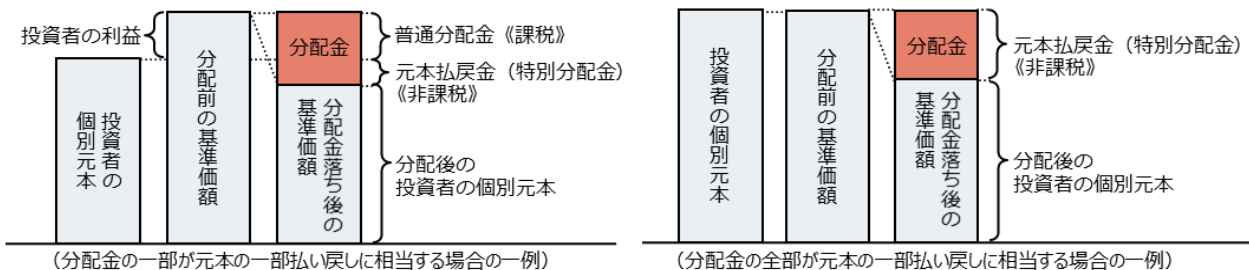 投資者の利益
投資者の
個別元本
分配前の基準価額
分配金
分配金落ち後の
基準価額
普通分配金《課税》
元本払戻金（特別分配金）
《非課税》
分配後の
投資者の個別元本
（分配金の一部が元本の一部払い戻しに相当する場合の一例）
投資者の個別元本
分配前の基準価額
分配金
分配金落ち後の
基準価額
元本払戻金（特別分配金）
《非課税》
分配後の
投資者の個別元本
（分配金の全部が元本の一部払い戻しに相当する場合の一例）